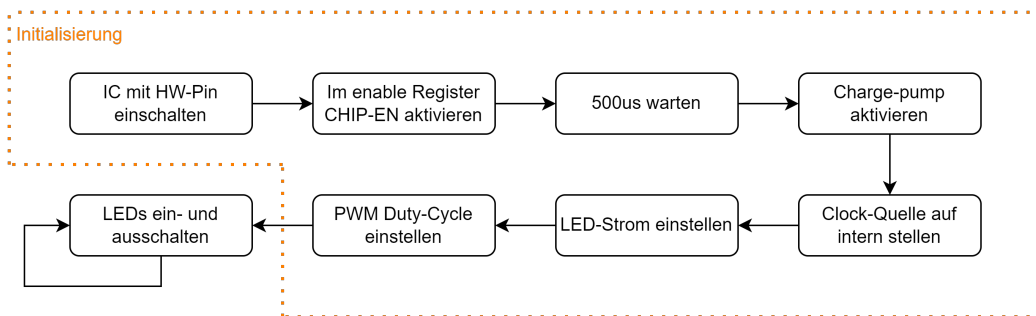 Initialisierung
IC mit HW-Pin
einschalten
Im enable Register
CHIP-EN aktivieren
500us warten
Charge-pump
aktivieren
Clock-Quelle auf
intern stellen
LED-Strom einstellen
PWM Duty-Cycle
einstellen
LEDs ein- und
ausschalten